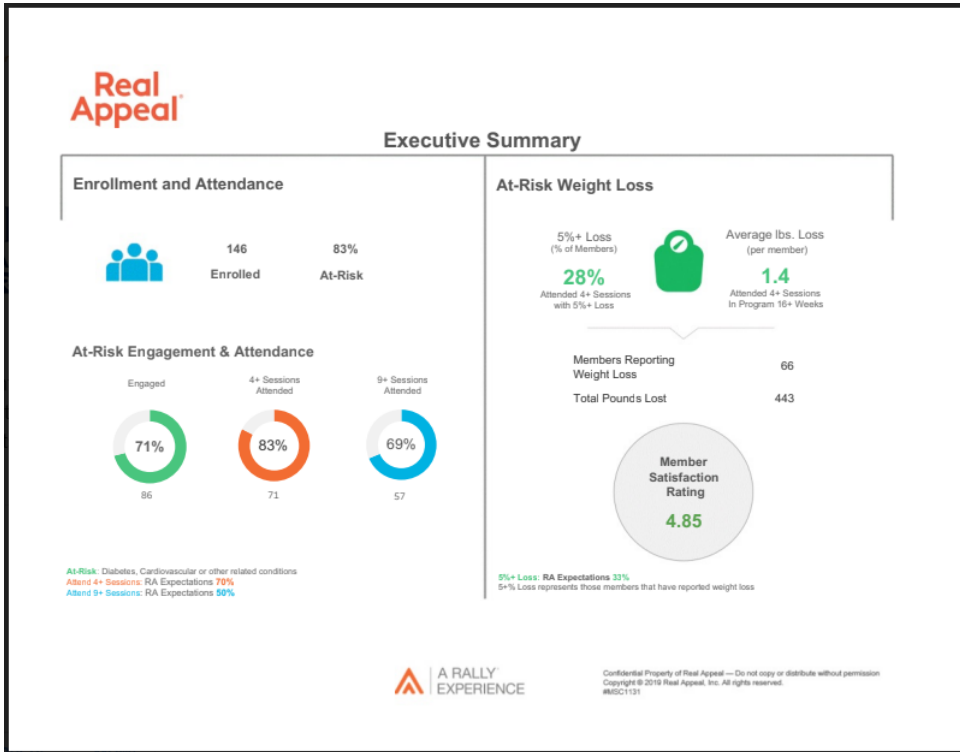 Real
Appeal®
Executive Summary
Enrollment and Attendance
146
83%
Enrolled
At-Risk
At-Risk Engagement & Attendance
Engaged
4+ Sessions
Attended
9+ Sessions
Attended
71%
83%
69%
86
71
57
At-Risk: Diabetes, Cardiovascular or other related conditions
Attend 4+ Sessions: RA Expectations 70%
Attend 9+ Sessions: RA Expectations 50%
At-Risk Weight Loss
5%+ Loss
(% of Members)
28%
Attended 4+ Sessions
with 5%+ Loss
Average lbs. Loss
(per member)
1.4
Attended 4+ Sessions
In Program 16+ Weeks
Members Reporting
Weight Loss
66
Total Pounds Lost
443
Member
Satisfaction
Rating
4.85
5%+ Loss: RA Expectations 33%
5+% Loss represents those members that have reported weight loss
A RALLY®
EXPERIENCE
Confidential Property of Real Appeal — Do not copy or distribute without permission
Copyright © 2019 Real Appeal, Inc. All rights reserved.
#MSC1131